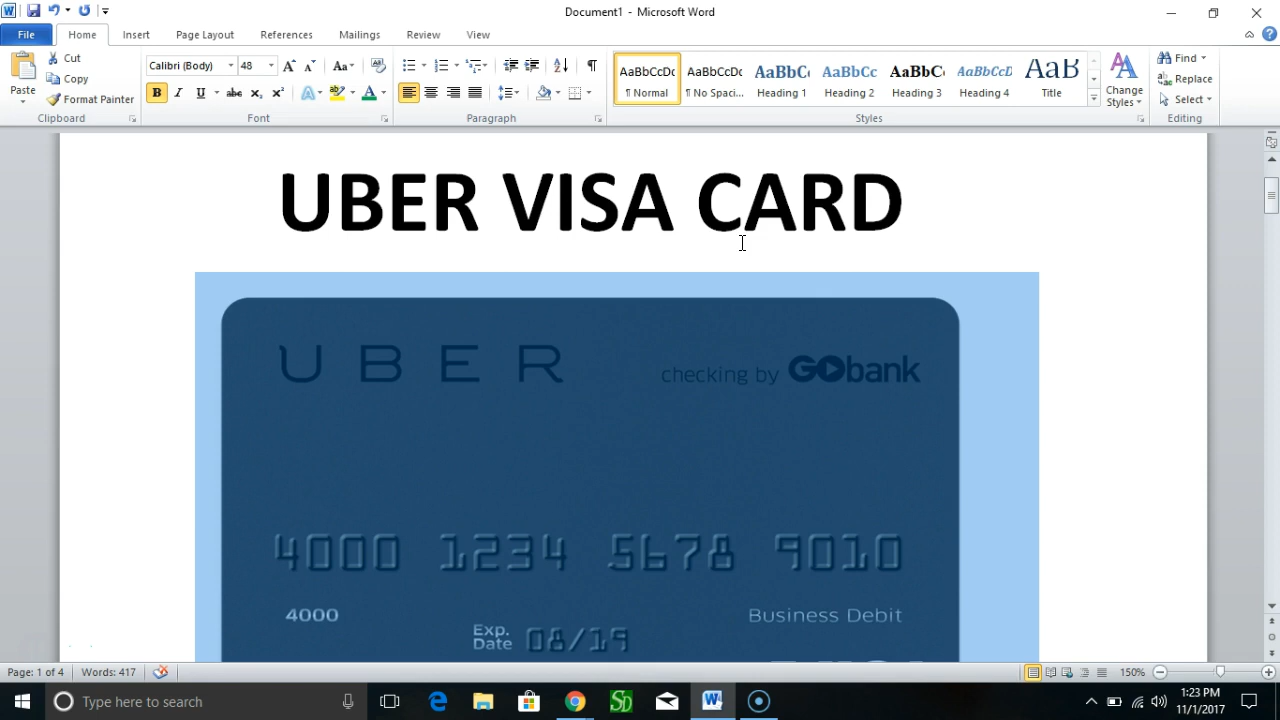 Document1 - Microsoft Word
File Home Insert Page Layout References Mailings Review View
Paste
Cut
Copy
Format Painter
Clipboard
Calibri (Body) 48
Font
Paragraph
AaBbCcDc AaBbCcDc AaBbCc AaBbCc AaBbC AaBbCcD AaB
¶ Normal ¶ No Spaci... Heading 1 Heading 2 Heading 3 Heading 4 Title
Change Styles
Styles
Find
Replace
Select
Editing
UBER VISA CARD
UBER
checking by GObank
4000 1234 5678 9010
4000
Business Debit
Exp. Date 08/19
Page: 1 of 4 Words: 417 150%
Type here to search
1:23 PM
11/1/2017